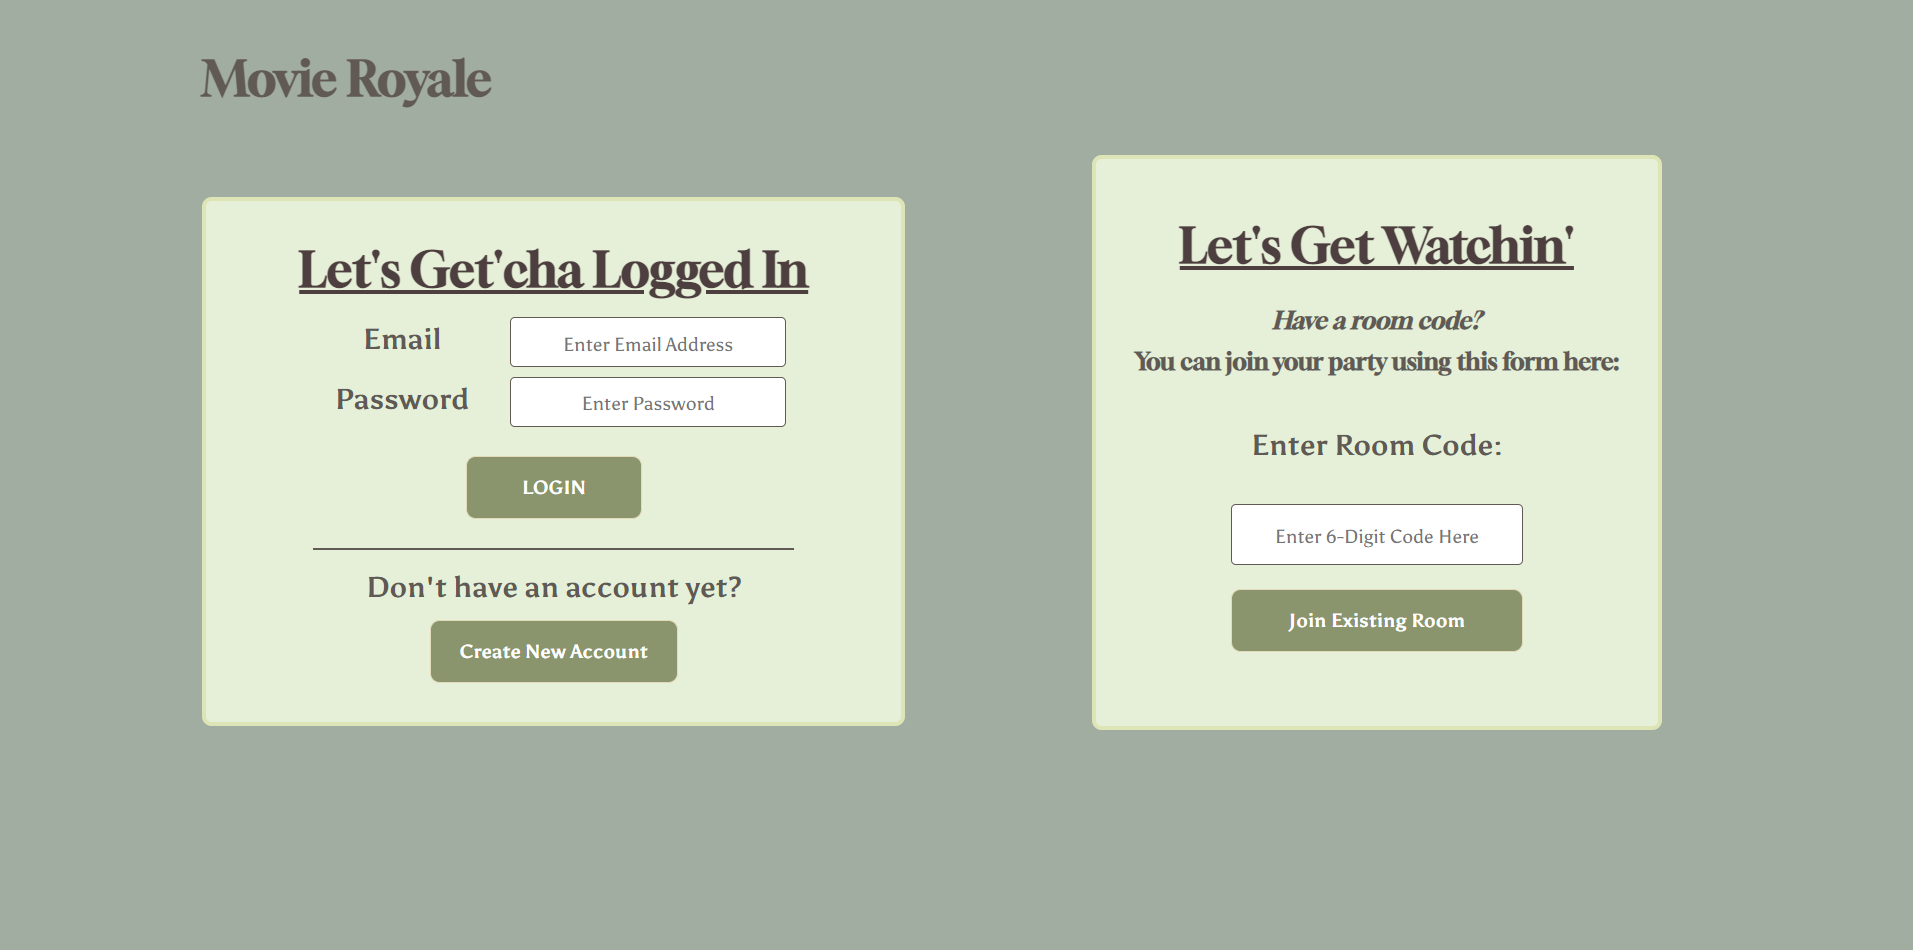 Movie Royale
Let's Get'cha Logged In
Email
Enter Email Address
Password
Enter Password
LOGIN
Don't have an account yet?
Create New Account
Let's Get Watchin'
Have a room code?
You can join your party using this form here:
Enter Room Code:
Enter 6-Digit Code Here
Join Existing Room